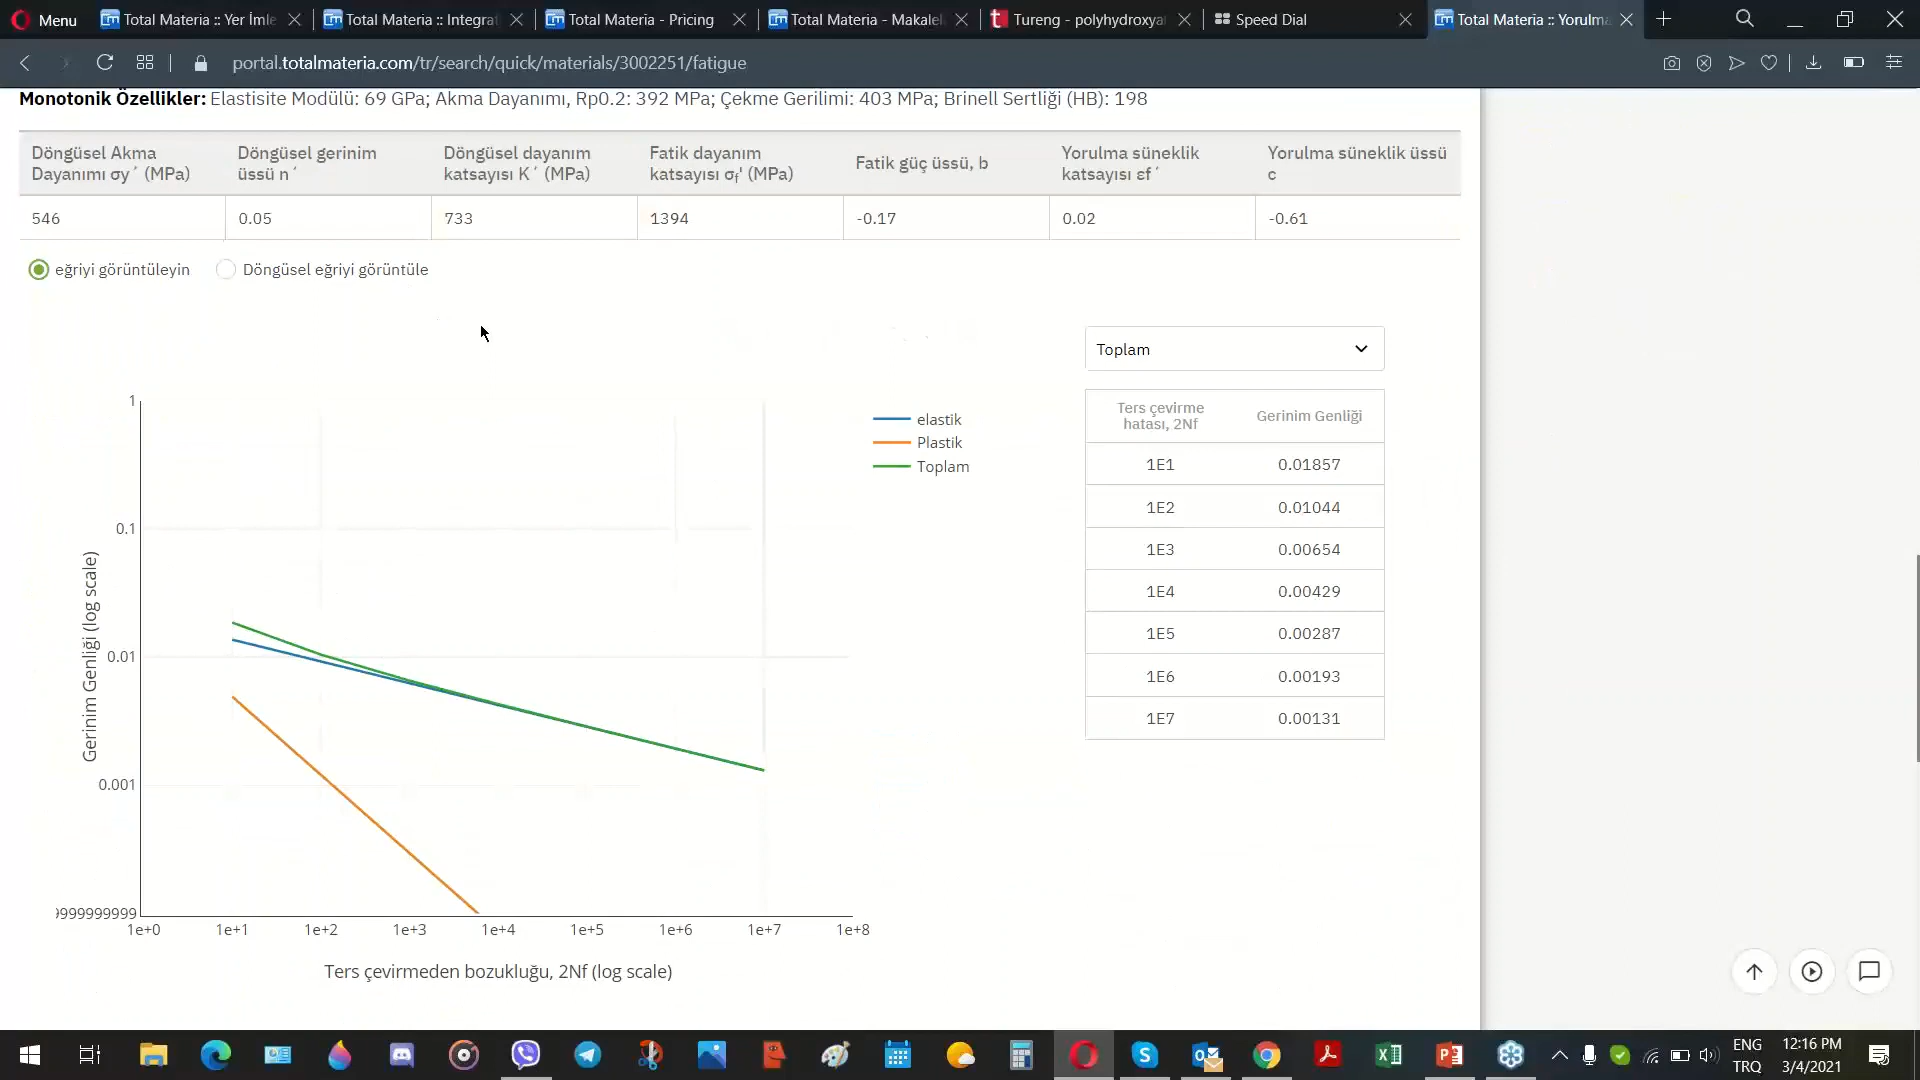 Menu
Total Materia :: Yer İmle
Total Materia :: Integrat
Total Materia - Pricing
Total Materia - Makalel
Tureng - polyhydroxya
Speed Dial
Total Materia :: Yorulma
portal.totalmateria.com/tr/search/quick/materials/3002251/fatigue
Monotonik Özellikler: Elastisite Modülü: 69 GPa; Akma Dayanımı, Rp0.2: 392 MPa; Çekme Gerilimi: 403 MPa; Brinell Sertliği (HB): 198
Döngüsel Akma Dayanımı σy´ (MPa)
Döngüsel gerinim üssü n´
Döngüsel dayanım katsayısı K´ (MPa)
Fatik dayanım katsayısı σf' (MPa)
Fatik güç üssü, b
Yorulma süneklik katsayısı εf´
Yorulma süneklik üssü c
546 0.05 733 1394 -0.17 0.02 -0.61
eğriyi görüntüleyin
Döngüsel eğriyi görüntüle
Gerinim Genliği (log scale)
1
0.1
0.01
0.001
9999999999
1e+0 1e+1 1e+2 1e+3 1e+4 1e+5 1e+6 1e+7 1e+8
Ters çevirmeden bozukluğu, 2Nf (log scale)
elastik
Plastik
Toplam
Toplam
Ters çevirme hatası, 2Nf
Gerinim Genliği
1E1 0.01857
1E2 0.01044
1E3 0.00654
1E4 0.00429
1E5 0.00287
1E6 0.00193
1E7 0.00131
ENG
TRQ
12:16 PM
3/4/2021